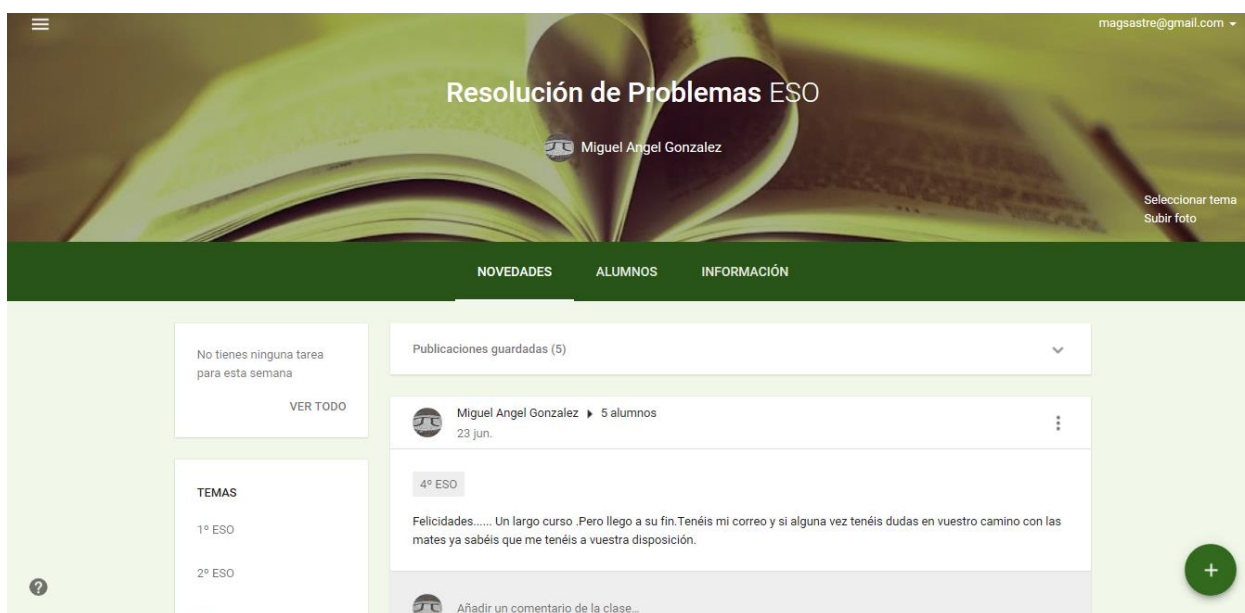 magsastre@gmail.com
Resolución de Problemas ESO
Miguel Angel Gonzalez
Seleccionar tema
Subir foto
NOVEDADES ALUMNOS INFORMACIÓN
No tienes ninguna tarea
para esta semana
VER TODO
TEMAS
1º ESO
2º ESO
Publicaciones guardadas (5)
Miguel Angel Gonzalez 5 alumnos
23 jun.
4º ESO
Felicidades...... Un largo curso .Pero llego a su fin.Tenéis mi correo y si alguna vez tenéis dudas en vuestro camino con las
mates ya sabéis que me tenéis a vuestra disposición.
Añadir un comentario de la clase...